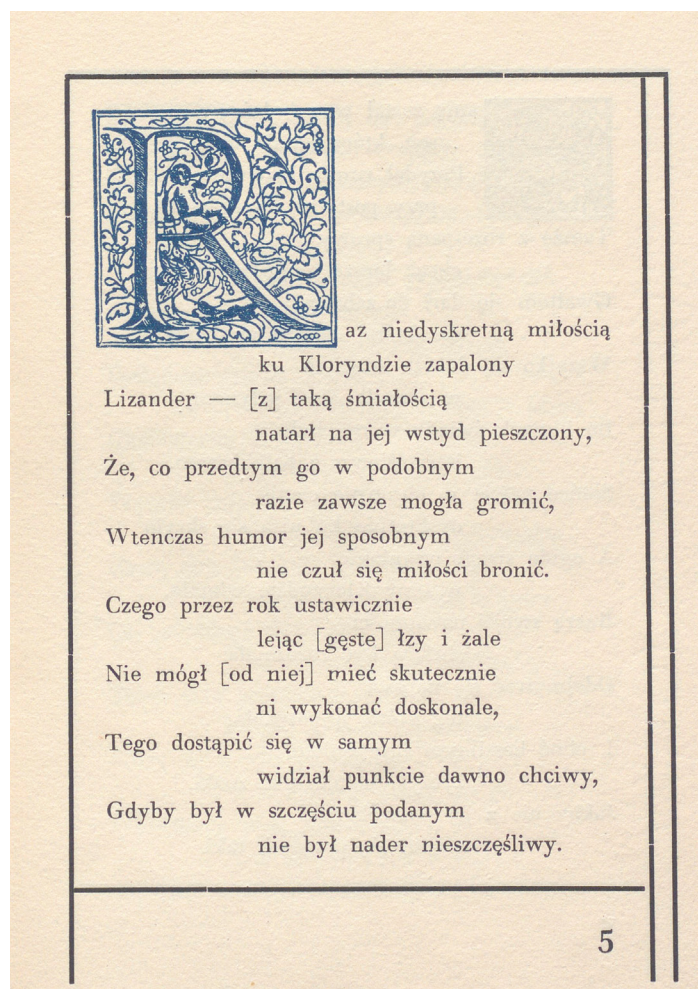 Raz niedyskretną miłością
ku Kloryndzie zapalony
Lizander — [z] taką śmiałością
natarł na jej wstyd pieszczony,
Że, co przedtym go w podobnym
razie zawsze mogła gromić,
Wtenczas humor jej sposobnym
nie czuł się miłości bronić.
Czego przez rok ustawicznie
lejąc [gęste] łzy i żale
Nie mógł [od niej] mieć skutecznie
ni wykonać doskonale,
Tego dostąpić się w samym
widział punkcie dawno chciwy,
Gdyby był w szczęściu podanym
nie był nader nieszczęśliwy.
5